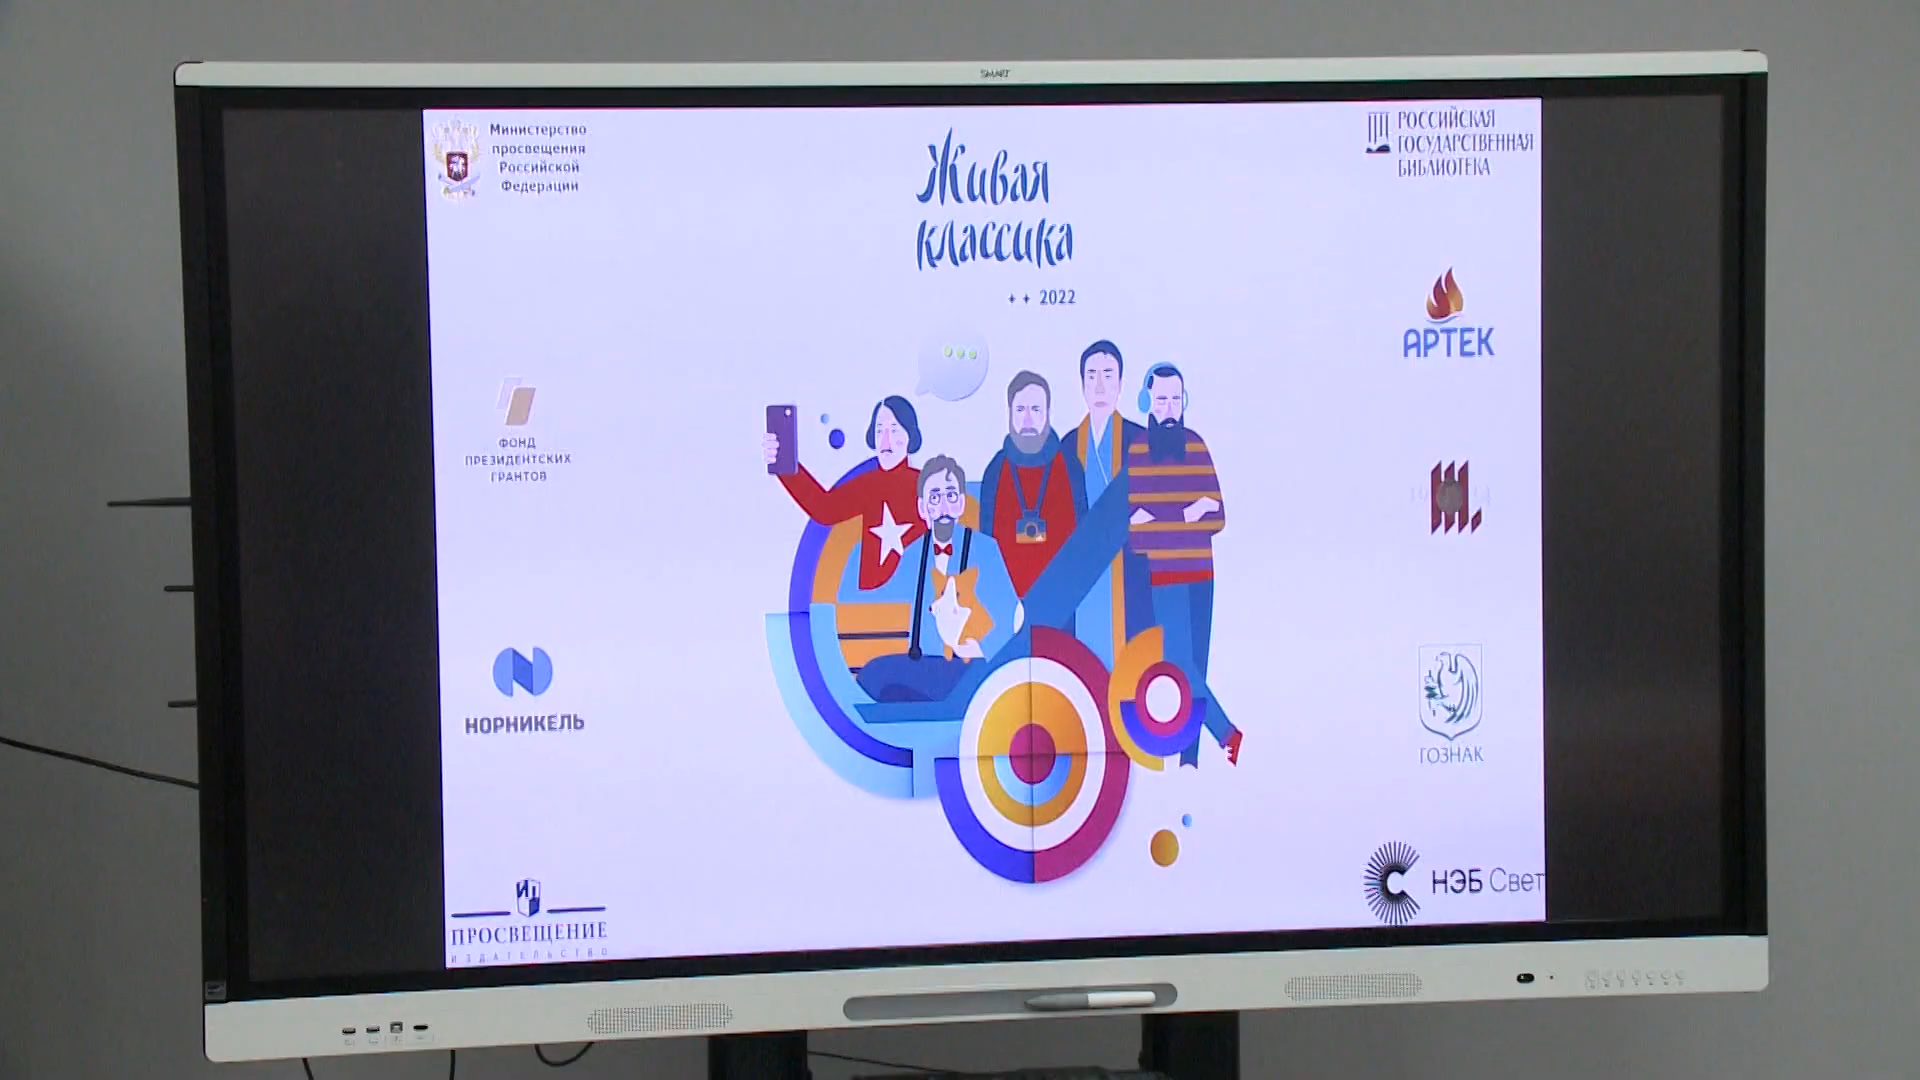 SMART
Министерство
просвещения
Российской
Федерации
Живая
классика
2022
РОССИЙСКАЯ
ГОСУДАРСТВЕННАЯ
БИБЛИОТЕКА
АРТЕК
ФОНД
ПРЕЗИДЕНТСКИХ
ГРАНТОВ
НОРНИКЕЛЬ
ГОЗНАК
НЭБ Свет
ПРОСВЕЩЕНИЕ
ИЗДАТЕЛЬСТВО